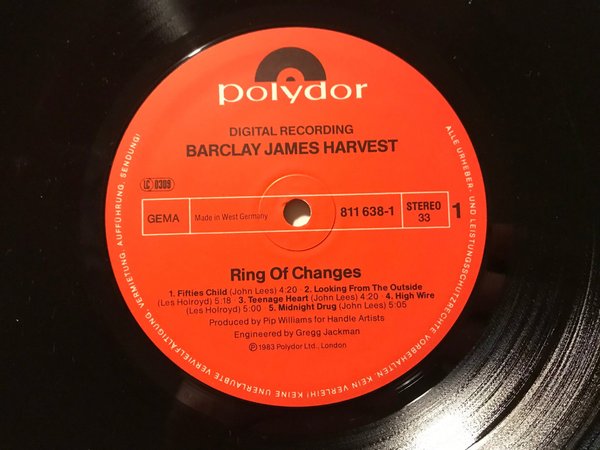 polydor
DIGITAL RECORDING
BARCLAY JAMES HARVEST
LC 0309
GEMA
Made in West Germany
811 638-1
STEREO
33
1
Ring Of Changes
1. Fifties Child (John Lees) 4:20 · 2. Looking From The Outside
(Les Holroyd) 5:18 · 3. Teenage Heart (John Lees) 4:20 · 4. High Wire
(Les Holroyd) 5:00 · 5. Midnight Drug (John Lees) 5:05
Produced by Pip Williams for Handle Artists
Engineered by Gregg Jackman
℗ 1983 Polydor Ltd., London
ALLE URHEBER- UND LEISTUNGSSCHUTZRECHTE VORBEHALTEN. KEIN VERLEIH! KEINE UNERLAUBTE VERVIELFÄLTIGUNG, VERMIETUNG, AUFFÜHRUNG, SENDUNG!